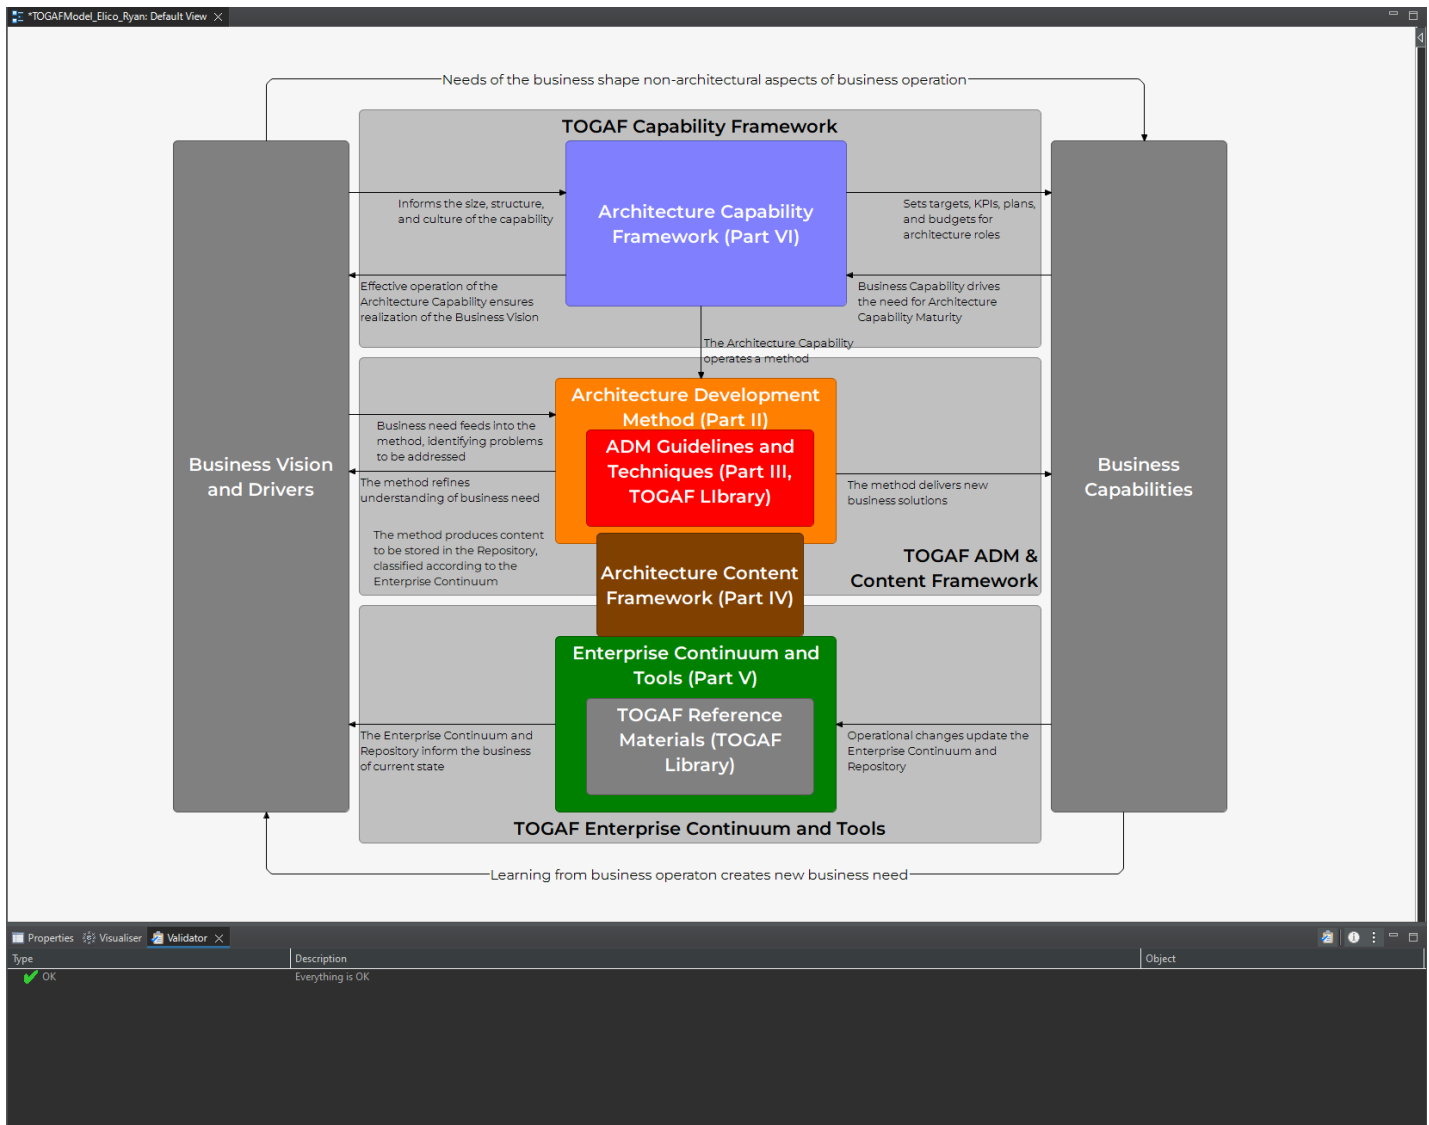 *TOGAFModel_Elico_Ryan: Default View
Needs of the business shape non-architectural aspects of business operation
TOGAF Capability Framework
Informs the size, structure,
and culture of the capability
Architecture Capability
Framework (Part VI)
Sets targets, KPIs, plans,
and budgets for
architecture roles
Effective operation of the
Architecture Capability ensures
realization of the Business Vision
Business Capability drives
the need for Architecture
Capability Maturity
The Architecture Capability
operates a method
Business Vision
and Drivers
Business need feeds into the
method, identifying problems
to be addressed
The method refines
understanding of business need
The method produces content
to be stored in the Repository,
classified according to the
Enterprise Continuum
Architecture Development
Method (Part II)
ADM Guidelines and
Techniques (Part III,
TOGAF LIbrary)
The method delivers new
business solutions
Business
Capabilities
TOGAF ADM &
Content Framework
Architecture Content
Framework (Part IV)
Enterprise Continuum and
Tools (Part V)
TOGAF Reference
Materials (TOGAF
Library)
The Enterprise Continuum and
Repository inform the business
of current state
Operational changes update the
Enterprise Continuum and
Repository
TOGAF Enterprise Continuum and Tools
Learning from business operaton creates new business need
Properties Visualiser Validator
Type Description Object
OK Everything is OK